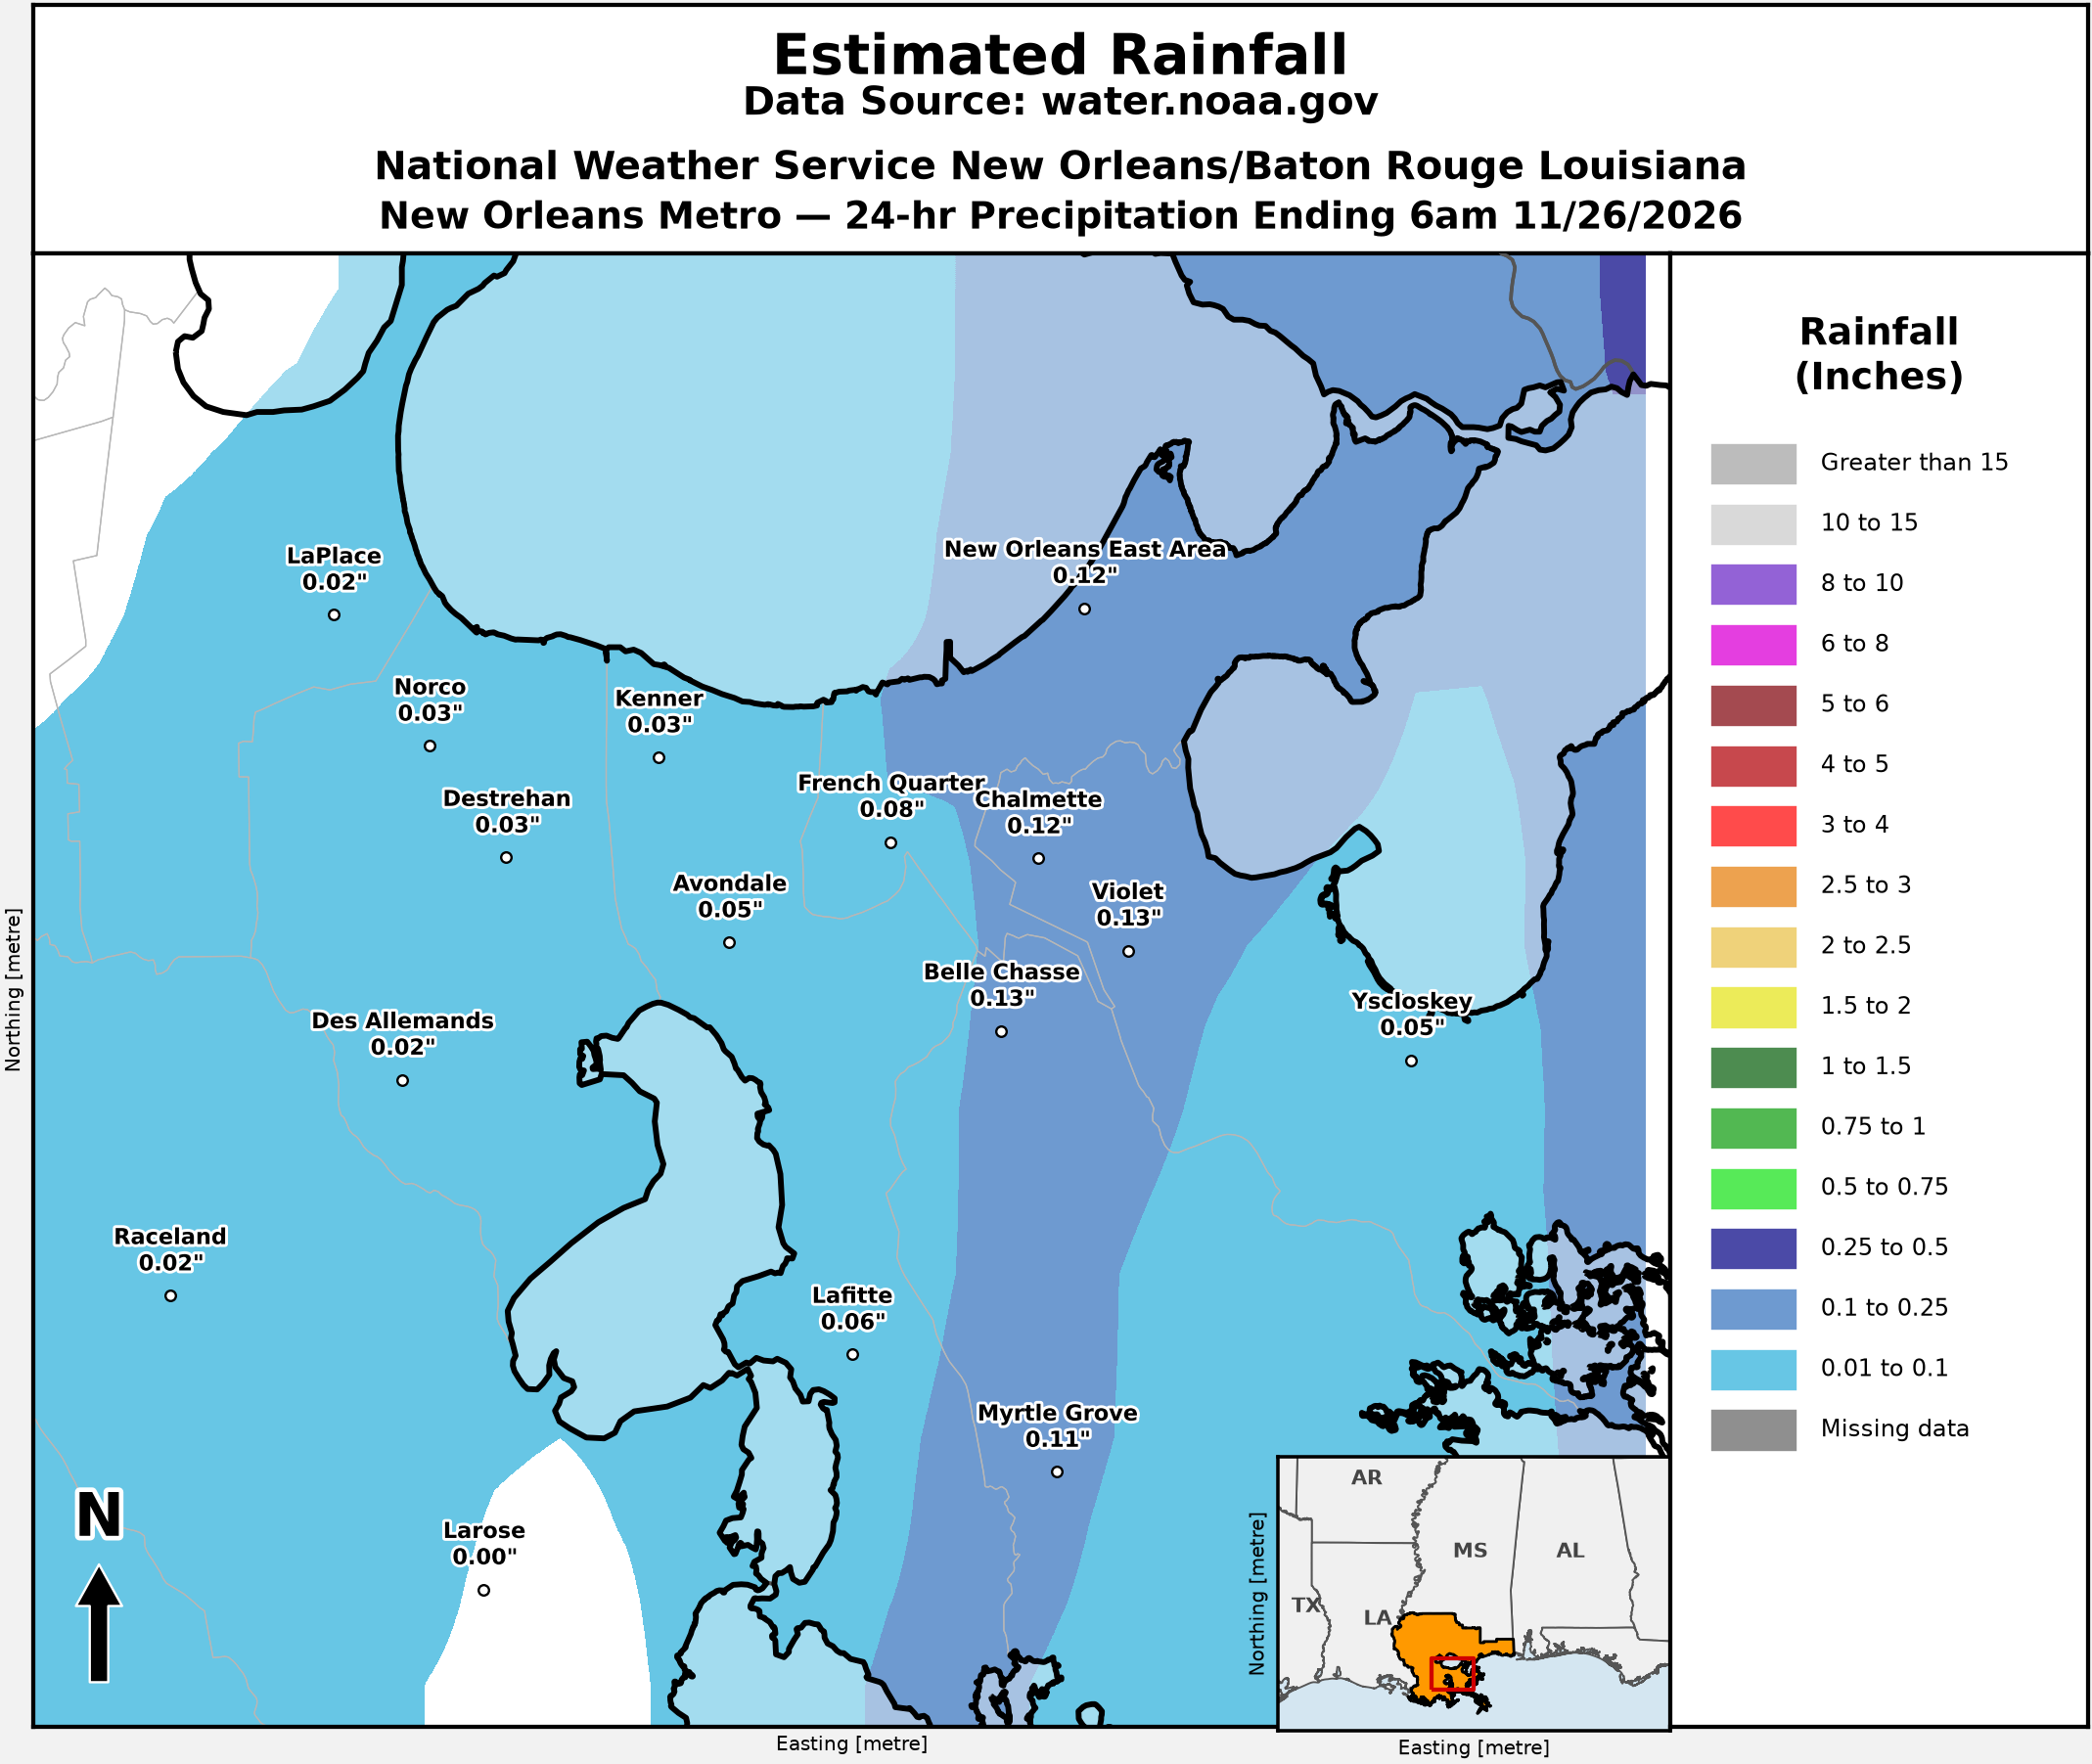 Estimated Rainfall
Data Source: water.noaa.gov
National Weather Service New Orleans/Baton Rouge Louisiana
New Orleans Metro — 24-hr Precipitation Ending 6am 11/26/2026
Rainfall
(Inches)
Greater than 15
10 to 15
8 to 10
6 to 8
5 to 6
4 to 5
3 to 4
2.5 to 3
2 to 2.5
1.5 to 2
1 to 1.5
0.75 to 1
0.5 to 0.75
0.25 to 0.5
0.1 to 0.25
0.01 to 0.1
Missing data
LaPlace
0.02"
New Orleans East Area
0.12"
Norco
0.03"
Kenner
0.03"
Destrehan
0.03"
French Quarter
0.08"
Chalmette
0.12"
Avondale
0.05"
Violet
0.13"
Belle Chasse
0.13"
Yscloskey
0.05"
Des Allemands
0.02"
Raceland
0.02"
Lafitte
0.06"
Myrtle Grove
0.11"
Larose
0.00"
N
AR
MS
AL
TX
LA
Northing [metre]
Easting [metre]
Northing [metre]
Easting [metre]